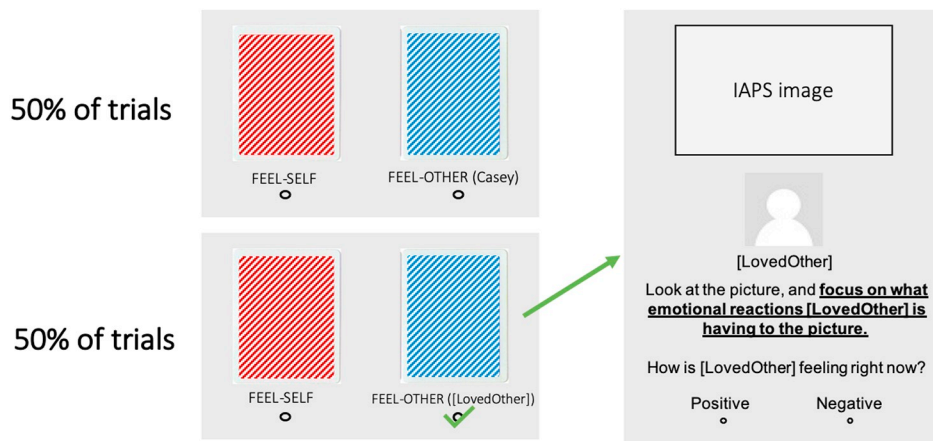 50% of trials
FEEL-SELF
FEEL-OTHER (Casey)
50% of trials
FEEL-SELF
FEEL-OTHER ([LovedOther])
IAPS image
[LovedOther]
Look at the picture, and focus on what
emotional reactions [LovedOther] is
having to the picture.
How is [LovedOther] feeling right now?
Positive
Negative